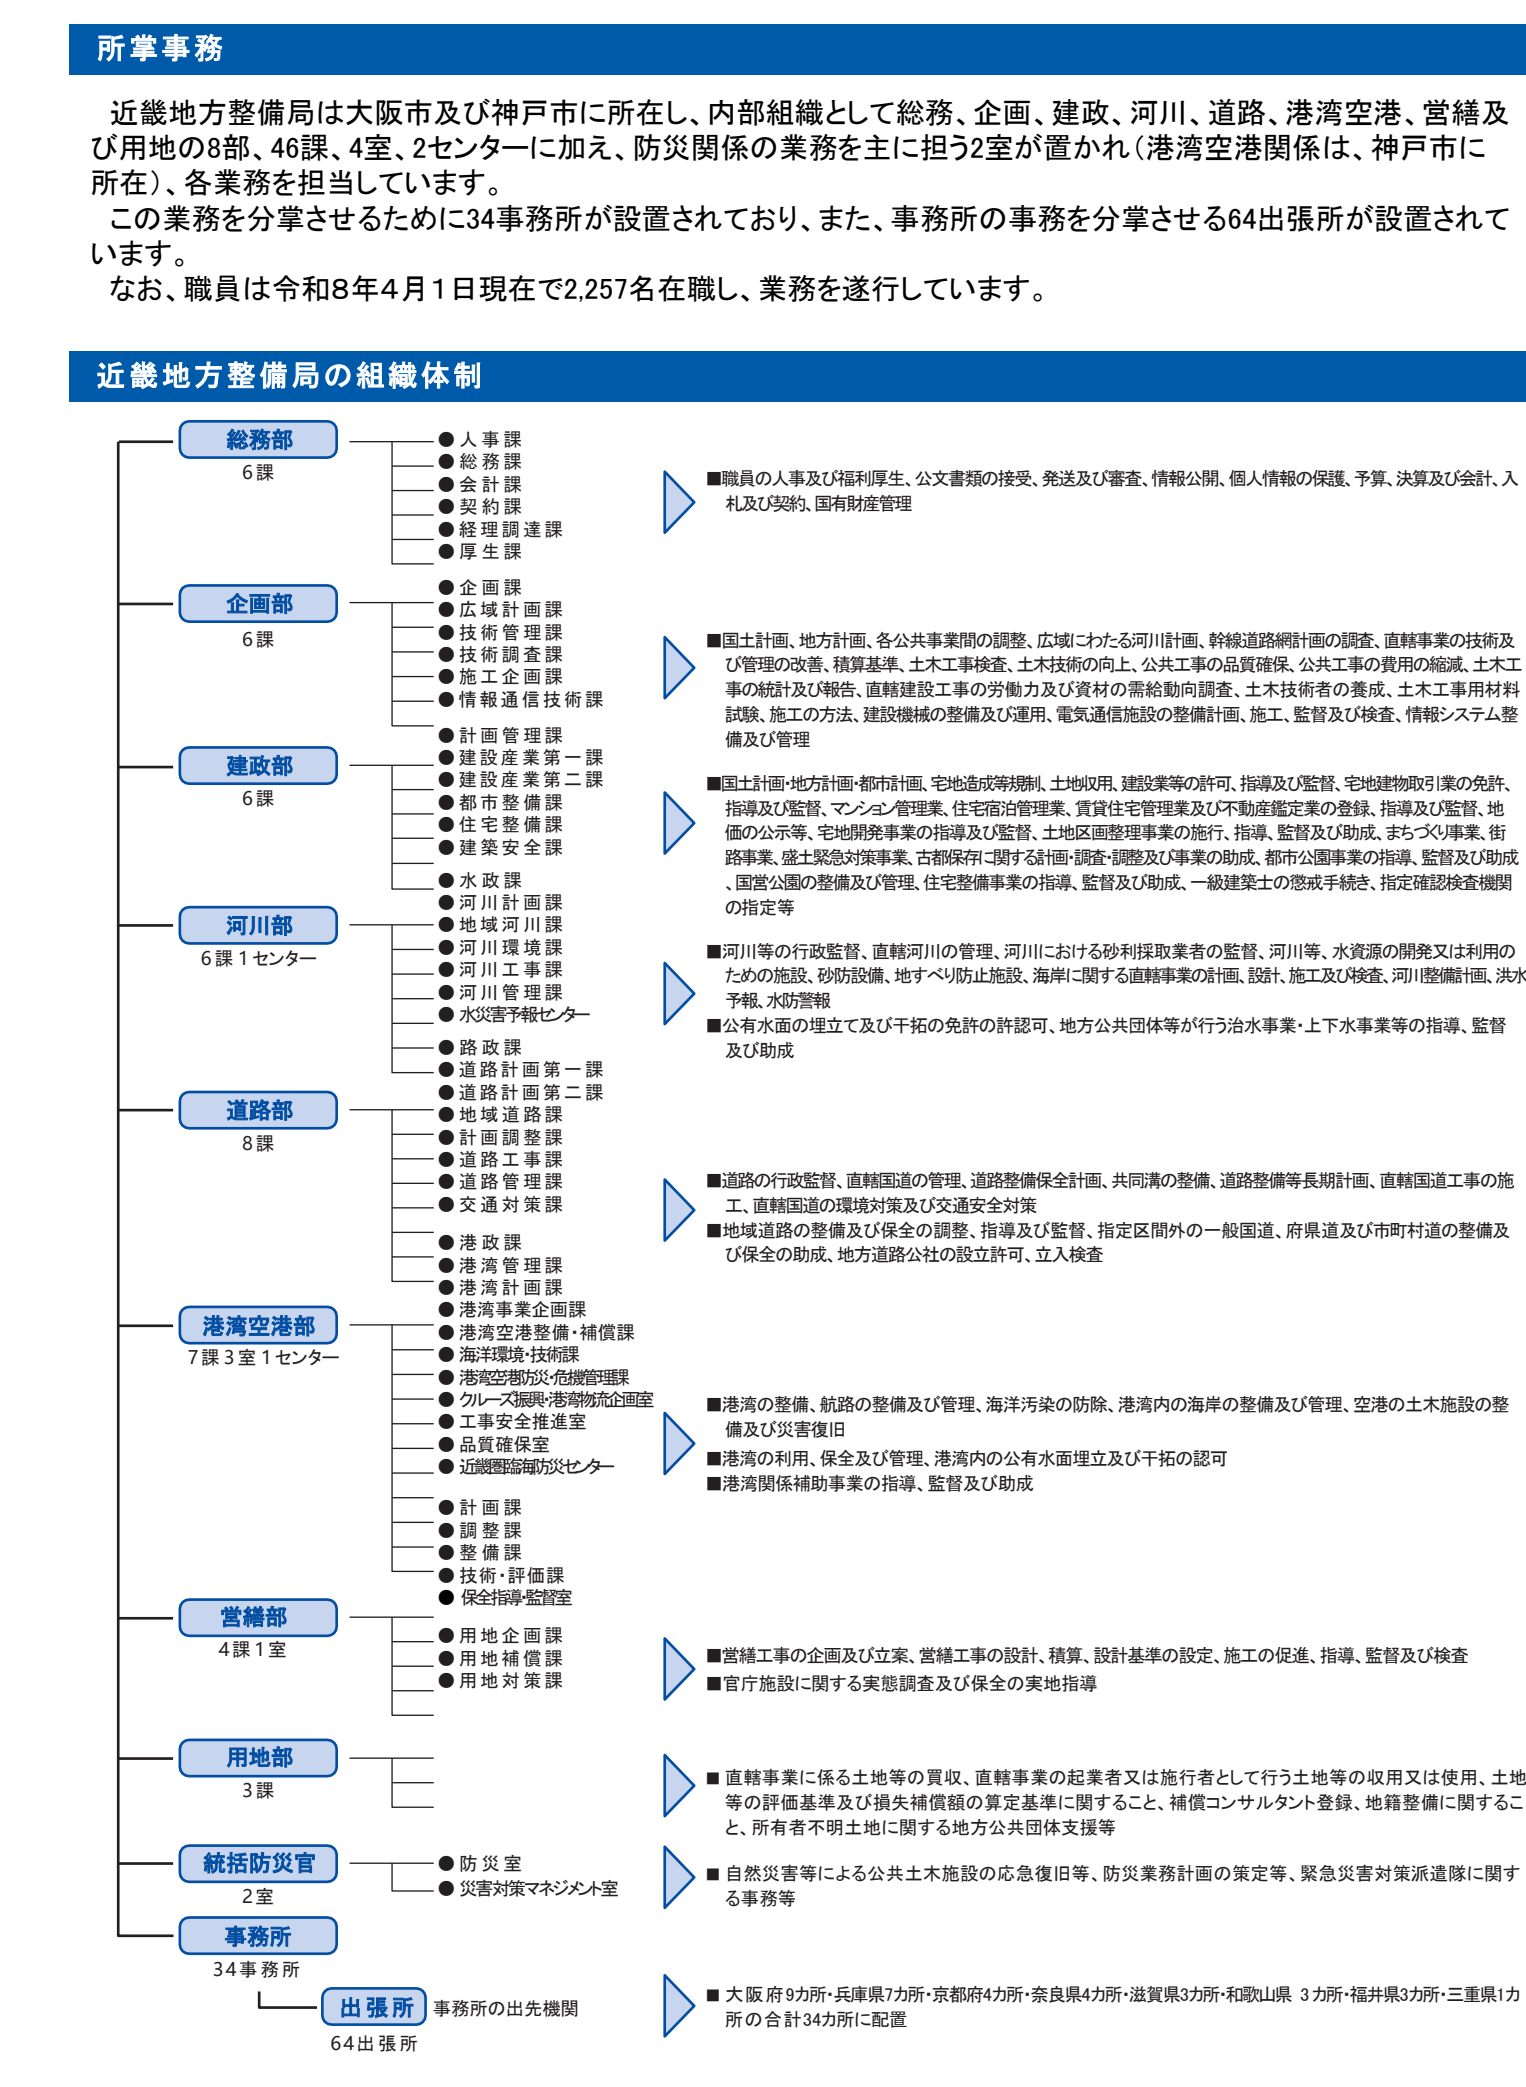 所掌事務
近畿地方整備局は大阪市及び神戸市に所在し、内部組織として総務、企画、建政、河川、道路、港湾空港、営繕及
び用地の8部、46課、4室、2センターに加え、防災関係の業務を主に担う2室が置かれ（港湾空港関係は、神戸市に
所在）、各業務を担当しています。
この業務を分掌させるために34事務所が設置されており、また、事務所の事務を分掌させる64出張所が設置されて
います。
なお、職員は令和８年４月１日現在で2,257名在職し、業務を遂行しています。
近畿地方整備局の組織体制
総務部
6課
●人事課
●総務課
●会計課
●契約課
●経理調達課
●厚生課
■職員の人事及び福利厚生、公文書類の接受、発送及び審査、情報公開、個人情報の保護、予算、決算及び会計、入
札及び契約、国有財産管理
企画部
6課
●企画課
●広域計画課
●技術管理課
●技術調査課
●施工企画課
●情報通信技術課
■国土計画、地方計画、各公共事業間の調整、広域にわたる河川計画、幹線道路網計画の調査、直轄事業の技術及
び管理の改善、積算基準、土木工事検査、土木技術の向上、公共工事の品質確保、公共工事の費用の縮減、土木工
事の統計及び報告、直轄建設工事の労働力及び資材の需給動向調査、土木技術者の養成、土木工事用材料
試験、施工の方法、建設機械の整備及び運用、電気通信施設の整備計画、施工、監督及び検査、情報システム整
備及び管理
建政部
6課
●計画管理課
●建設産業第一課
●建設産業第二課
●都市整備課
●住宅整備課
●建築安全課
■国土計画・地方計画・都市計画、宅地造成等規制、土地収用、建設業等の許可、指導及び監督、宅地建物取引業の免許、
指導及び監督、マンション管理業、住宅宿泊管理業、賃貸住宅管理業及び不動産鑑定業の登録、指導及び監督、地
価の公示等、宅地開発事業の指導及び監督、土地区画整理事業の施行、指導、監督及び助成、まちづくり事業、街
路事業、盛土緊急対策事業、古都保存に関する計画・調査・調整及び事業の助成、都市公園事業の指導、監督及び助成
、国営公園の整備及び管理、住宅整備事業の指導、監督及び助成、一級建築士の懲戒手続き、指定確認検査機関
の指定等
河川部
6課1センター
●水政課
●河川計画課
●地域河川課
●河川環境課
●河川工事課
●河川管理課
●水災害予報センター
■河川等の行政監督、直轄河川の管理、河川における砂利採取業者の監督、河川等、水資源の開発又は利用の
ための施設、砂防設備、地すべり防止施設、海岸に関する直轄事業の計画、設計、施工及び検査、河川整備計画、洪水
予報、水防警報
■公有水面の埋立て及び干拓の免許の許認可、地方公共団体等が行う治水事業・上下水事業等の指導、監督
及び助成
道路部
8課
●路政課
●道路計画第一課
●道路計画第二課
●地域道路課
●計画調整課
●道路工事課
●道路管理課
●交通対策課
■道路の行政監督、直轄国道の管理、道路整備保全計画、共同溝の整備、道路整備等長期計画、直轄国道工事の施
工、直轄国道の環境対策及び交通安全対策
■地域道路の整備及び保全の調整、指導及び監督、指定区間外の一般国道、府県道及び市町村道の整備及
び保全の助成、地方道路公社の設立許可、立入検査
港湾空港部
7課3室1センター
●港政課
●港湾管理課
●港湾計画課
●港湾事業企画課
●港湾空港整備・補償課
●海洋環境・技術課
●港湾空港防災・危機管理課
●クルーズ振興・港湾物流企画室
●工事安全推進室
●品質確保室
●近畿圏臨海防災センター
■港湾の整備、航路の整備及び管理、海洋汚染の防除、港湾内の海岸の整備及び管理、空港の土木施設の整
備及び災害復旧
■港湾の利用、保全及び管理、港湾内の公有水面埋立及び干拓の認可
■港湾関係補助事業の指導、監督及び助成
営繕部
4課1室
●計画課
●調整課
●整備課
●技術・評価課
●保全指導・監督室
■営繕工事の企画及び立案、営繕工事の設計、積算、設計基準の設定、施工の促進、指導、監督及び検査
■官庁施設に関する実態調査及び保全の実地指導
用地部
3課
●用地企画課
●用地補償課
●用地対策課
■直轄事業に係る土地等の買収、直轄事業の起業者又は施行者として行う土地等の収用又は使用、土地
等の評価基準及び損失補償額の算定基準に関すること、補償コンサルタント登録、地籍整備に関するこ
と、所有者不明土地に関する地方公共団体支援等
統括防災官
2室
●防災室
●災害対策マネジメント室
■自然災害等による公共土木施設の応急復旧等、防災業務計画の策定等、緊急災害対策派遣隊に関す
る事務等
事務所
34事務所
出張所 事務所の出先機関
64出張所
■大阪府9カ所・兵庫県7カ所・京都府4カ所・奈良県4カ所・滋賀県3カ所・和歌山県 3カ所・福井県3カ所・三重県1カ
所の合計34カ所に配置